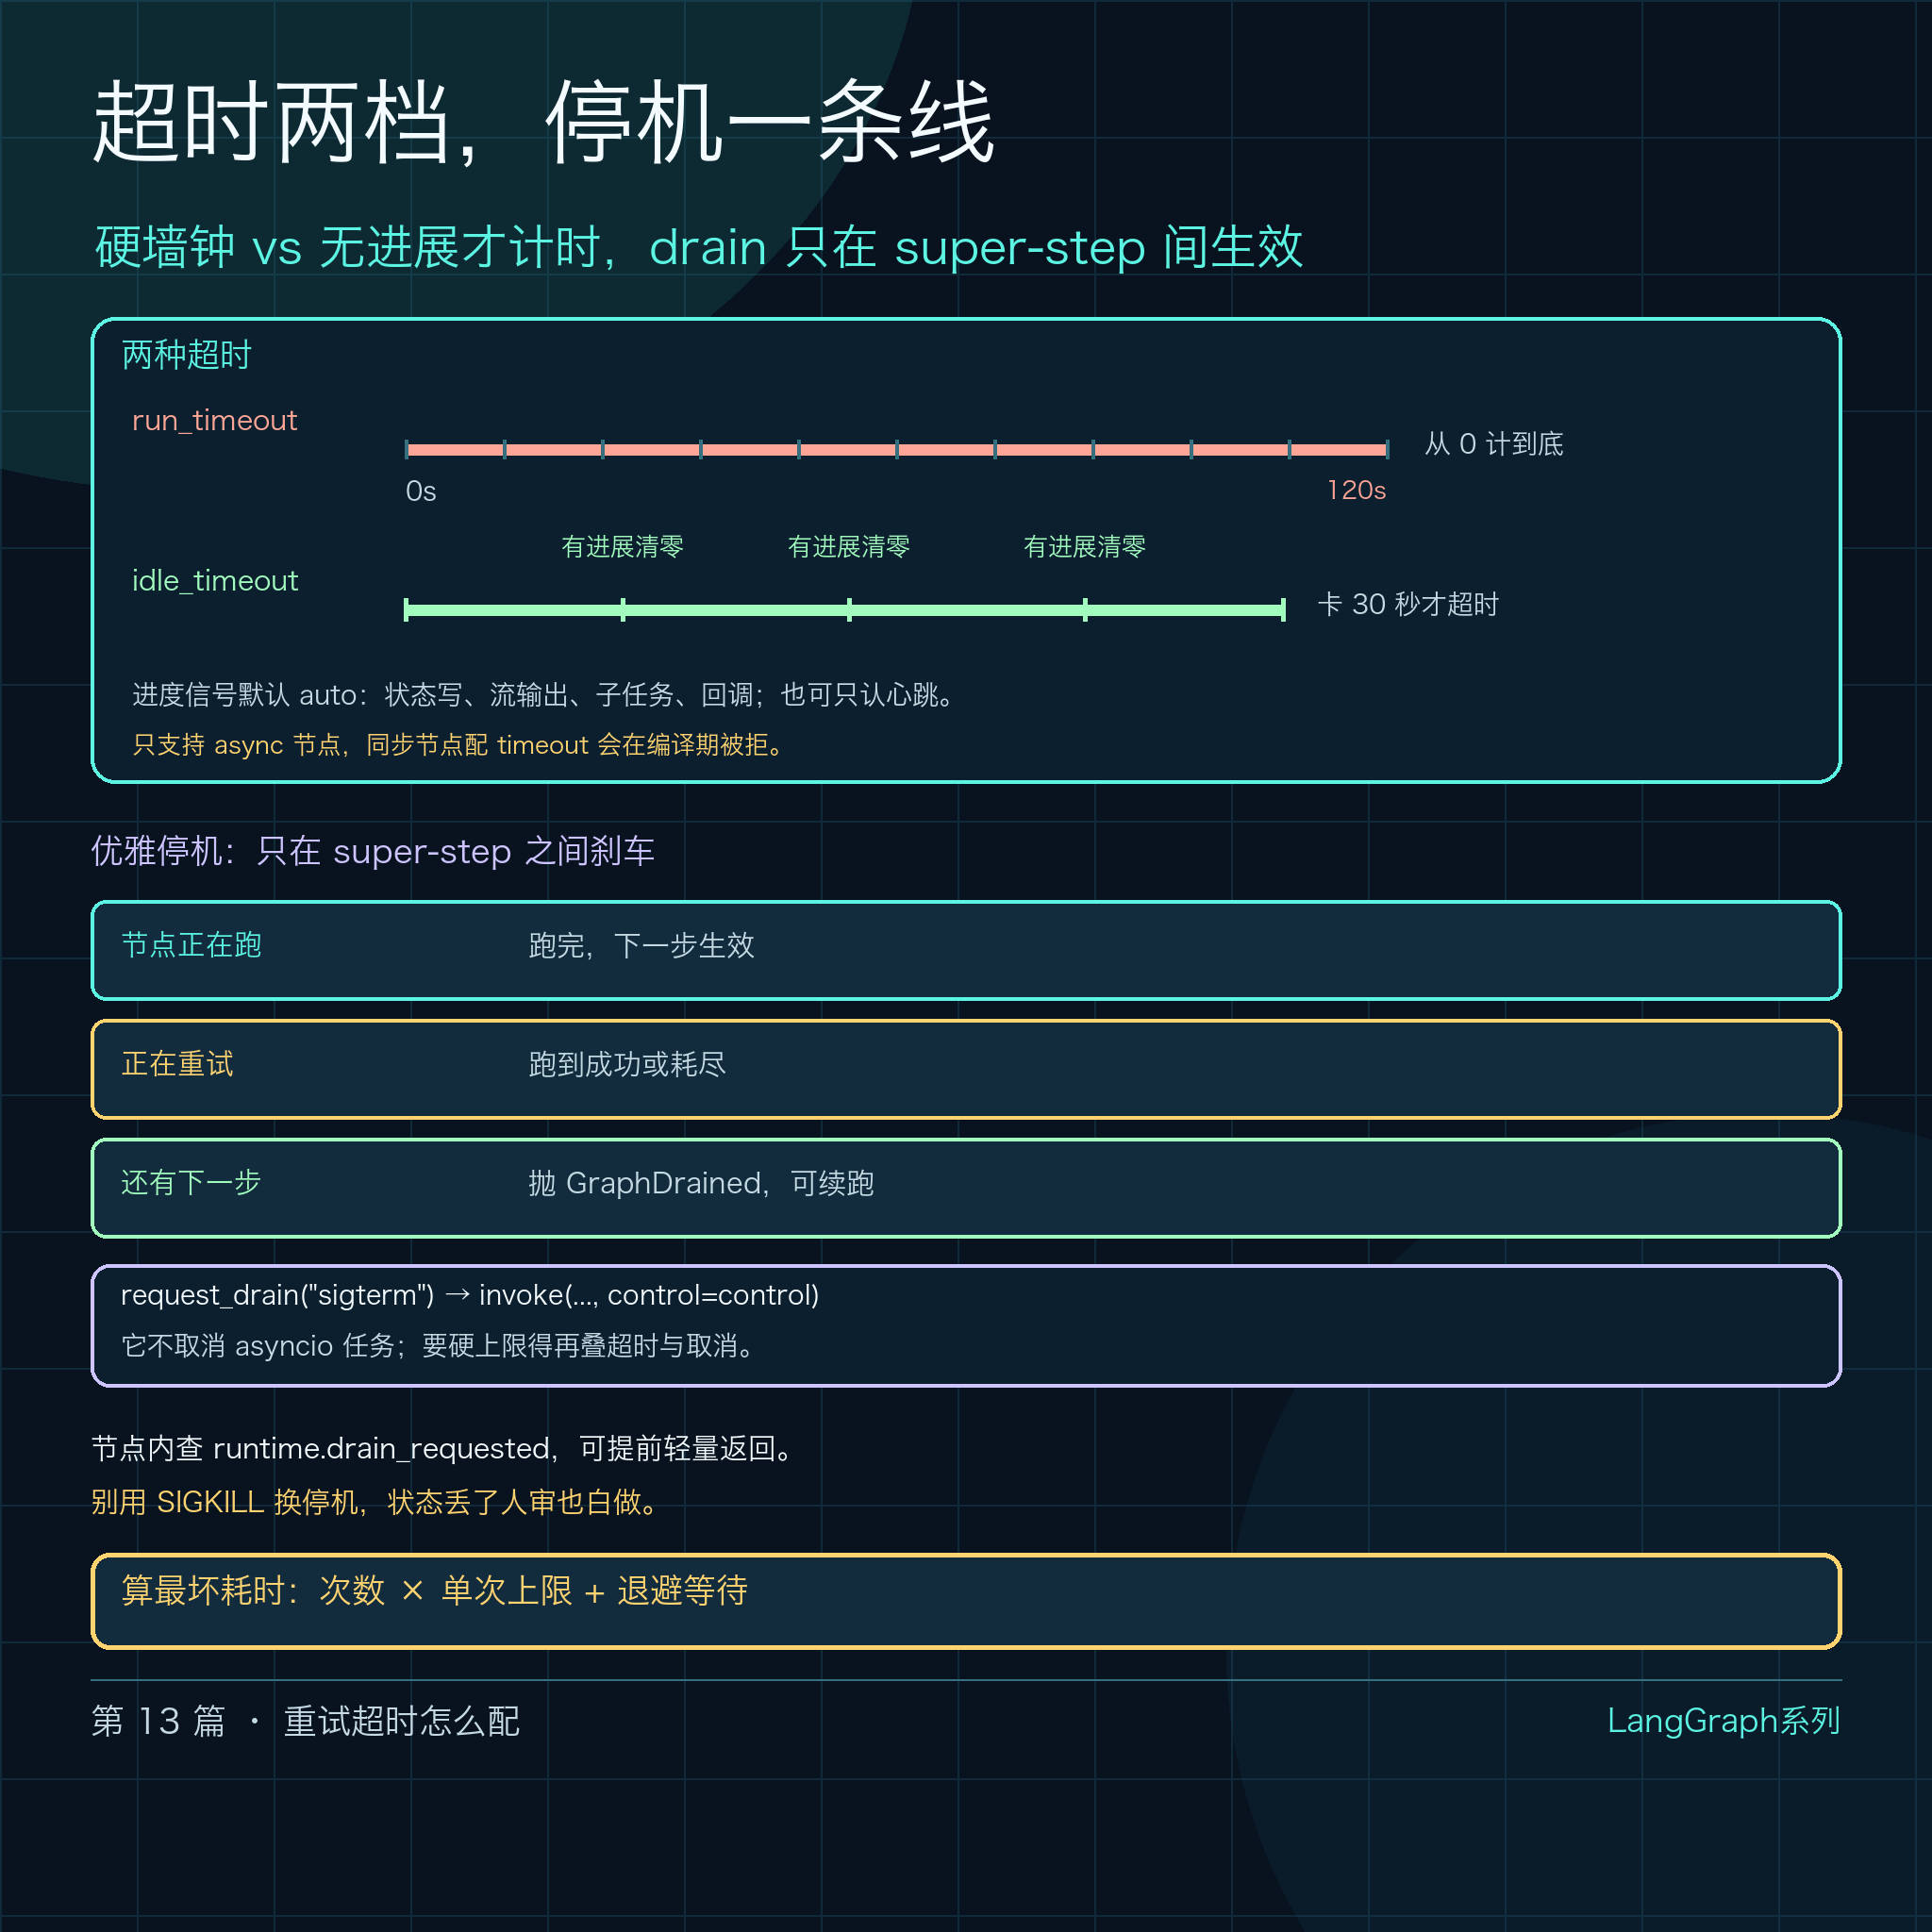 超时两档，停机一条线
硬墙钟 vs 无进展才计时，drain 只在 super-step 间生效
两种超时
run_timeout
从 0 计到底
0s
120s
有进展清零
有进展清零
有进展清零
idle_timeout
卡 30 秒才超时
进度信号默认 auto：状态写、流输出、子任务、回调；也可只认心跳。
只支持 async 节点，同步节点配 timeout 会在编译期被拒。
优雅停机：只在 super-step 之间刹车
节点正在跑
跑完，下一步生效
正在重试
跑到成功或耗尽
还有下一步
抛 GraphDrained，可续跑
request_drain("sigterm") → invoke(..., control=control)
它不取消 asyncio 任务；要硬上限得再叠超时与取消。
节点内查 runtime.drain_requested，可提前轻量返回。
别用 SIGKILL 换停机，状态丢了人审也白做。
算最坏耗时：次数 × 单次上限 + 退避等待
第 13 篇 · 重试超时怎么配
LangGraph系列